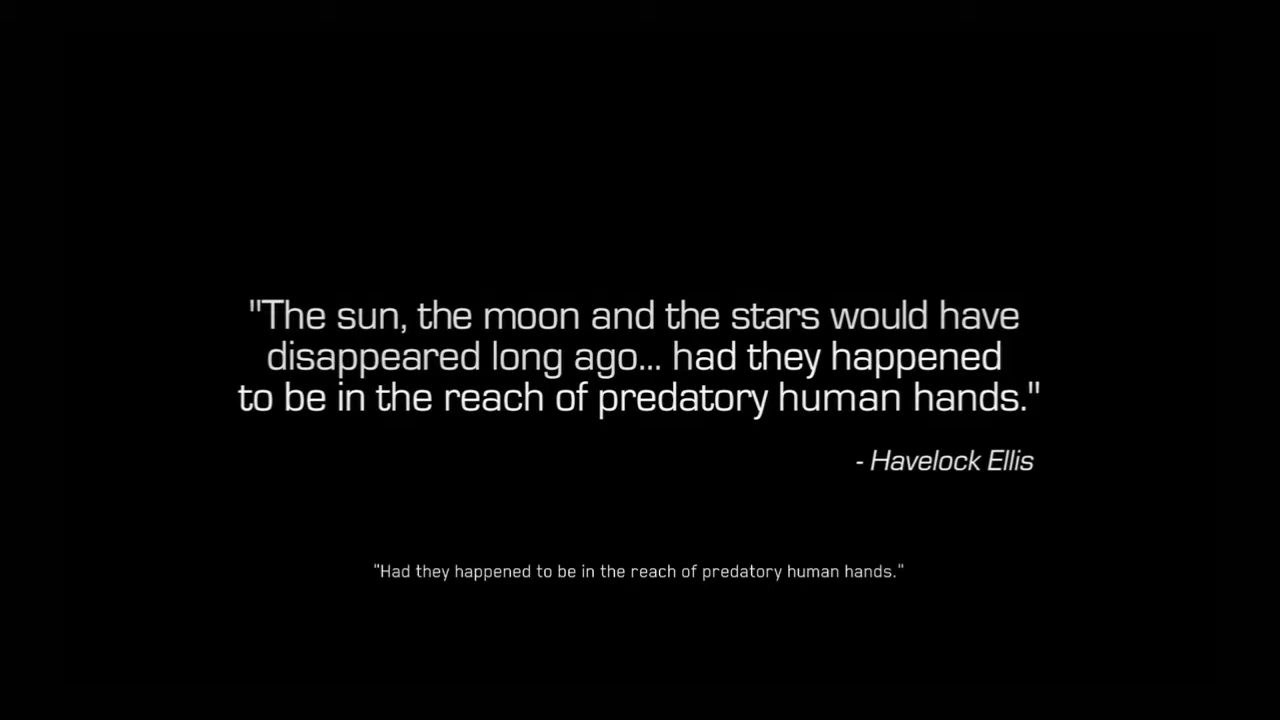 "The sun, the moon and the stars would have
disappeared long ago... had they happened
to be in the reach of predatory human hands."
- Havelock Ellis
"Had they happened to be in the reach of predatory human hands."